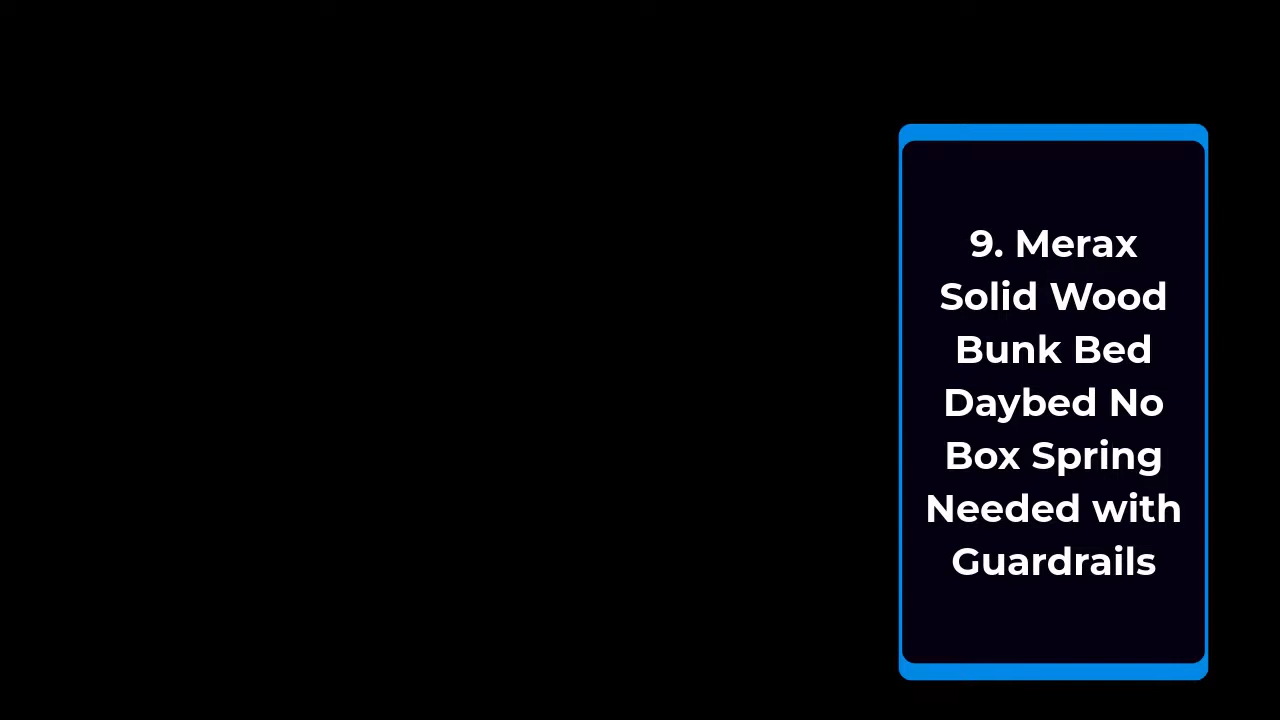 9. Merax
Solid Wood
Bunk Bed
Daybed No
Box Spring
Needed with
Guardrails